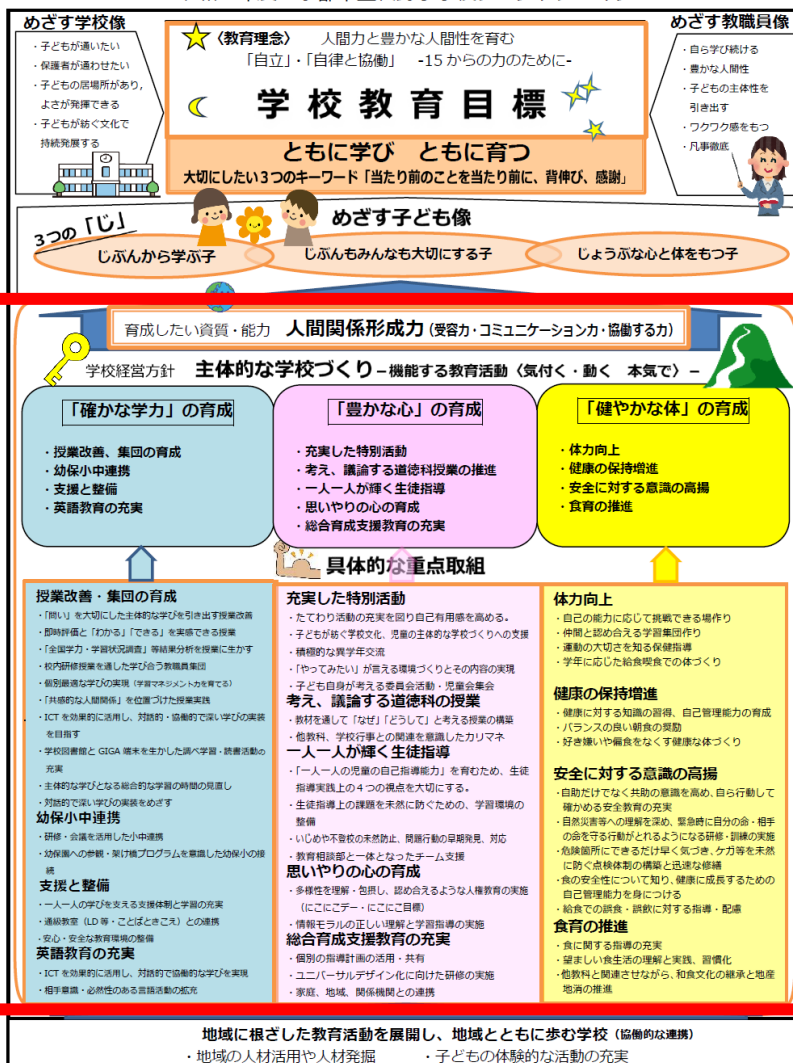 めざす学校像
・子どもが通いたい
・保護者が通わせたい
・子どもの居場所があり,
よさが発揮できる
・子どもが紡ぐ文化で
持続発展する
〈教育理念〉 人間力と豊かな人間性を育む
「自立」・「自律と協働」 -15からの力のために-
学校教育目標
ともに学び ともに育つ
大切にしたい3つのキーワード「当たり前のことを当たり前に、背伸び、感謝」
めざす教職員像
・自ら学び続ける
・豊かな人間性
・子どもの主体性を
引き出す
・ワクワク感をもつ
・凡事徹底
3つの「じ」
めざす子ども像
じぶんから学ぶ子
じぶんもみんなも大切にする子
じょうぶな心と体をもつ子
育成したい資質・能力 人間関係形成力(受容力・コミュニケーション力・協働する力)
学校経営方針 主体的な学校づくり－機能する教育活動〈気付く・動く 本気で〉－
「確かな学力」の育成
・授業改善、集団の育成
・幼保小中連携
・支援と整備
・英語教育の充実
「豊かな心」の育成
・充実した特別活動
・考え、議論する道徳科授業の推進
・一人一人が輝く生徒指導
・思いやりの心の育成
・総合育成支援教育の充実
「健やかな体」の育成
・体力向上
・健康の保持増進
・安全に対する意識の高揚
・食育の推進
具体的な重点取組
授業改善・集団の育成
・「問い」を大切にした主体的な学びを引き出す授業改善
・即時評価と「わかる」「できる」を実感できる授業
・「全国学力・学習状況調査」等結果分析を授業に生かす
・校内研修授業を通した学び合う教職員集団
・個別最適な学びの実現(学習マネジメント力を育てる)
・「共感的な人間関係」を位置づけた授業実践
・ICTを効果的に活用し、対話的・協働的で深い学びの実装
を目指す
・学校図書館とGIGA端末を生かした調べ学習・読書活動の
充実
・主体的な学びとなる総合的な学習の時間の見直し
・対話的で深い学びの実装をめざす
幼保小中連携
・研修・会議を活用した小中連携
・幼保園への参観・架け橋プログラムを意識した幼保小の接
続
支援と整備
・一人一人の学びを支える支援体制と学習の充実
・通級教室(LD等・ことばときこえ)との連携
・安心・安全な教育環境の整備
英語教育の充実
・ICTを効果的に活用し、対話的で協働的な学びを実現
・相手意識・必然性のある言語活動の拡充
充実した特別活動
・たてわり活動の充実を図り自己有用感を高める。
・子どもが紡ぐ学校文化、児童の主体的な学校づくりへの支援
・積極的な異学年交流
・「やってみたい」が言える環境づくりとその内容の実現
・子ども自身が考える委員会活動・児童会集会
考え、議論する道徳科の授業
・教材を通して「なぜ」「どうして」と考える授業の構築
・他教科、学校行事との関連を意識したカリマネ
一人一人が輝く生徒指導
・「一人一人の児童の自己指導能力」を育むため、生徒
指導実践上の4つの視点を大切にする。
・生徒指導上の課題を未然に防ぐための、学習環境の
整備
・いじめや不登校の未然防止、問題行動の早期発見、対応
・教育相談部と一体となったチーム支援
思いやりの心の育成
・多様性を理解・包摂し、認め合えるような人権教育の実施
(にこにこデー・にこにこ目標)
・情報モラルの正しい理解と学習指導の実施
総合育成支援教育の充実
・個別の指導計画の活用・共有
・ユニバーサルデザイン化に向けた研修の実施
・家庭、地域、関係機関との連携
体力向上
・自己の能力に応じて挑戦できる場作り
・仲間と認め合える学習集団作り
・運動の大切さを知る保健指導
・学年に応じた給食喫食での体づくり
健康の保持増進
・健康に対する知識の習得、自己管理能力の育成
・バランスの良い朝食の奨励
・好き嫌いや偏食をなくす健康な体づくり
安全に対する意識の高揚
・自助だけでなく共助の意識を高め、自ら行動して
確かめる安全教育の充実
・自然災害等への理解を深め、緊急時に自分の命・相手
の命を守る行動がとれるようになる研修・訓練の実施
・危険箇所にできるだけ早く気づき、ケガ等を未然
に防ぐ点検体制の構築と迅速な修繕
・食の安全性について知り、健康に成長するための
自己管理能力を身につける
・給食での誤食・誤飲に対する指導・配慮
食育の推進
・食に関する指導の充実
・望ましい食生活の理解と実践、習慣化
・他教科と関連させながら、和食文化の継承と地産
地消の推進
地域に根ざした教育活動を展開し、地域とともに歩む学校(協働的な連携)
・地域の人材活用や人材発掘 ・子どもの体験的な活動の充実